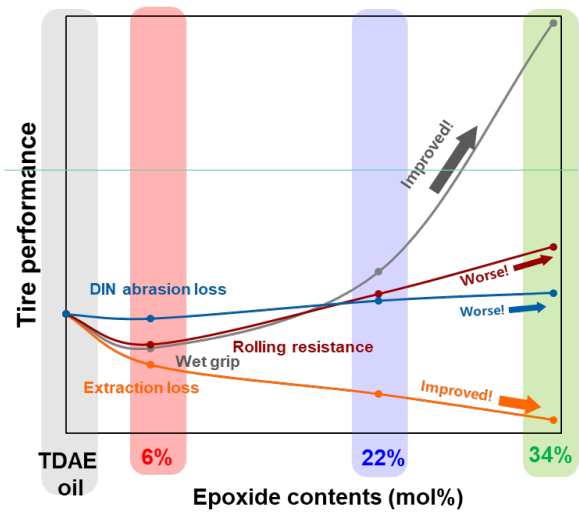 Tire performance
Improved!
DIN abrasion loss
Worse!
Worse!
Rolling resistance
Wet grip
Extraction loss
Improved!
TDAE
oil
6%
22%
34%
Epoxide contents (mol%)